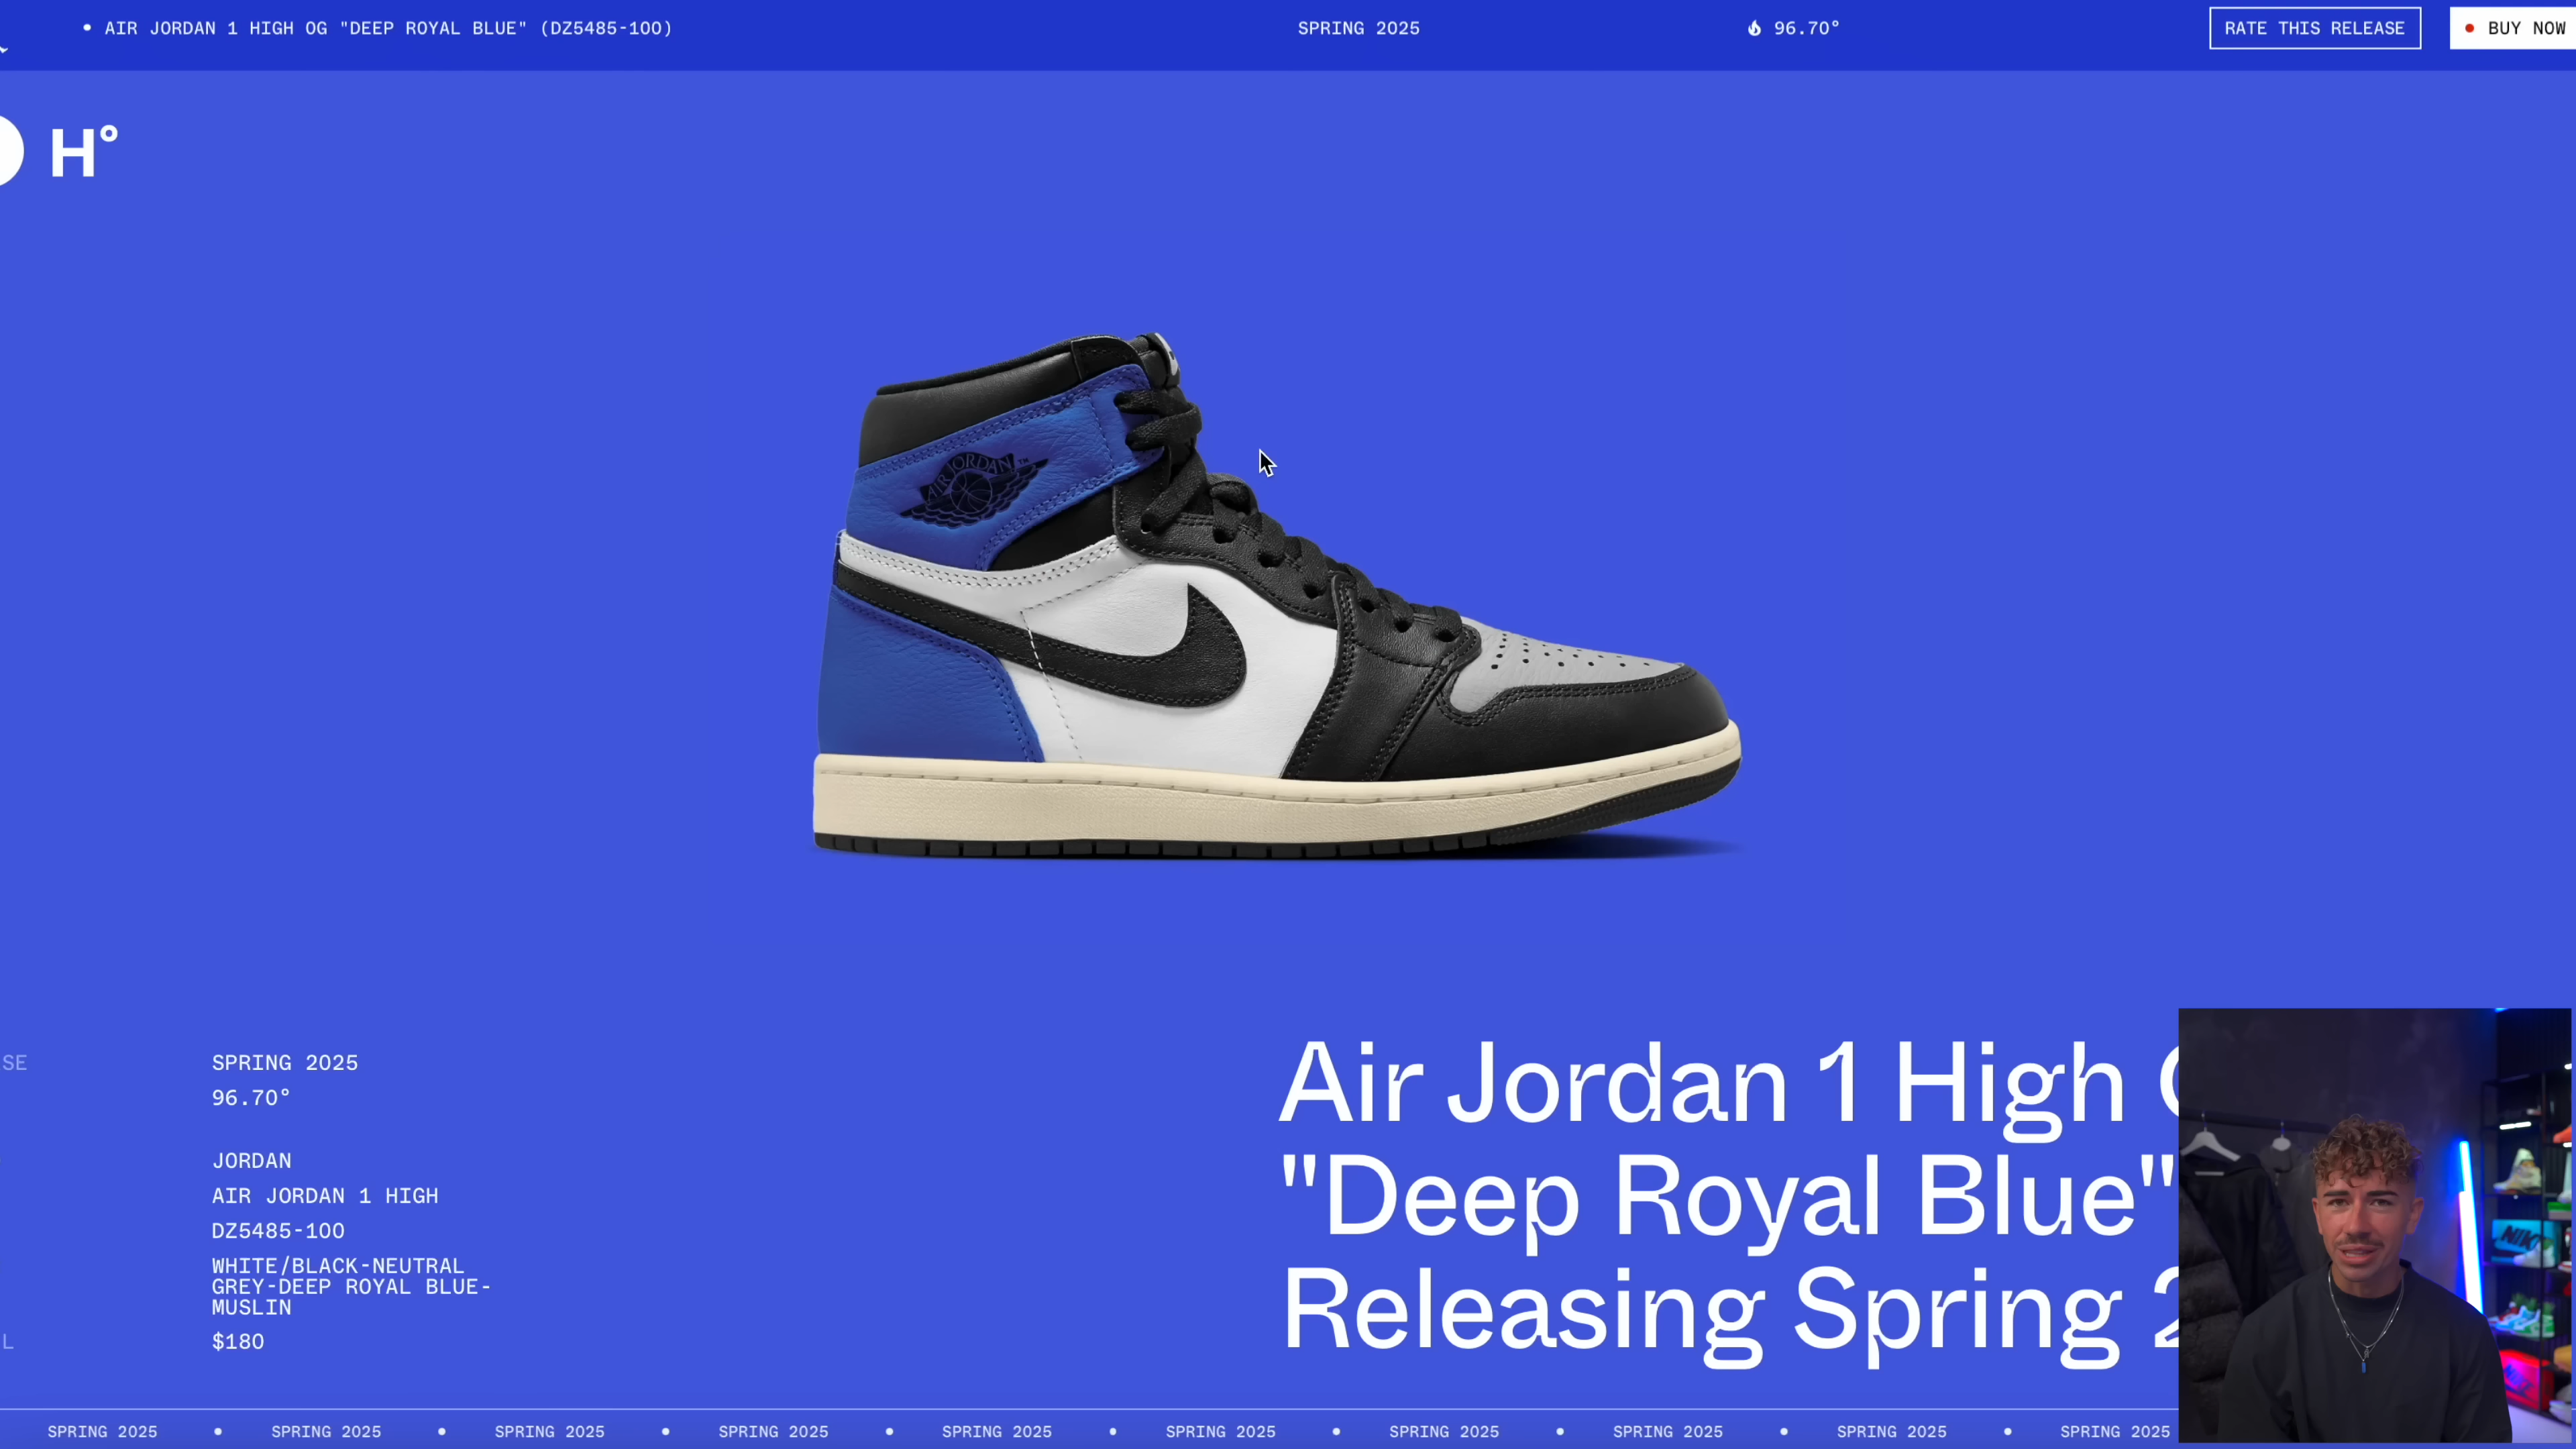 AIR JORDAN 1 HIGH OG "DEEP ROYAL BLUE" (DZ5485-100)
SPRING 2025
96.70°
RATE THIS RELEASE
BUY NOW
H°
AIR JORDAN™
SE
SPRING 2025
96.70°
JORDAN
AIR JORDAN 1 HIGH
DZ5485-100
WHITE/BLACK-NEUTRAL
GREY-DEEP ROYAL BLUE-
MUSLIN
L
$180
Air Jordan 1 High
"Deep Royal Blue"
Releasing Spring 2
NIKE
SPRING 2025 • SPRING 2025 • SPRING 2025 • SPRING 2025 • SPRING 2025 • SPRING 2025 • SPRING 2025 • SPRING 2025 • SPRING 2025 • SPRING 2025